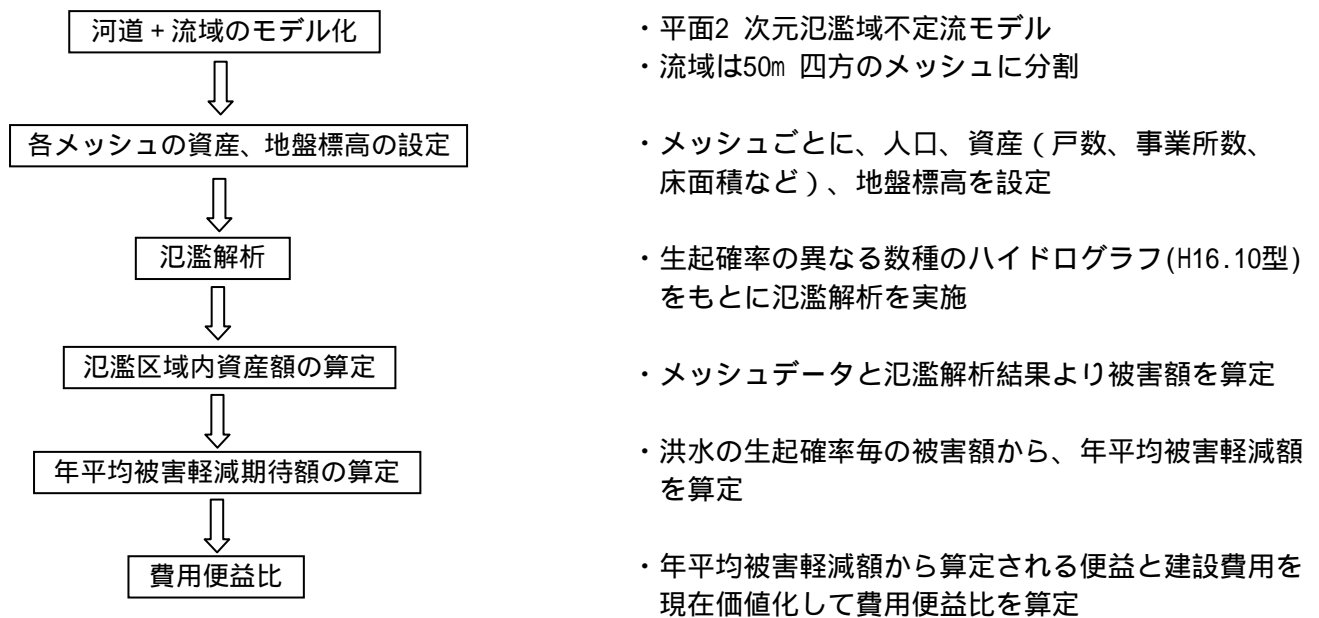 河道+流域のモデル化
・平面2 次元氾濫域不定流モデル
・流域は50m 四方のメッシュに分割
各メッシュの資産、地盤標高の設定
・メッシュごとに、人口、資産(戸数、事業所数、
床面積など)、地盤標高を設定
氾濫解析
・生起確率の異なる数種のハイドログラフ(H16.10型)
をもとに氾濫解析を実施
氾濫区域内資産額の算定
・メッシュデータと氾濫解析結果より被害額を算定
年平均被害軽減期待額の算定
・洪水の生起確率毎の被害額から、年平均被害軽減額
を算定
費用便益比
・年平均被害軽減額から算定される便益と建設費用を
現在価値化して費用便益比を算定